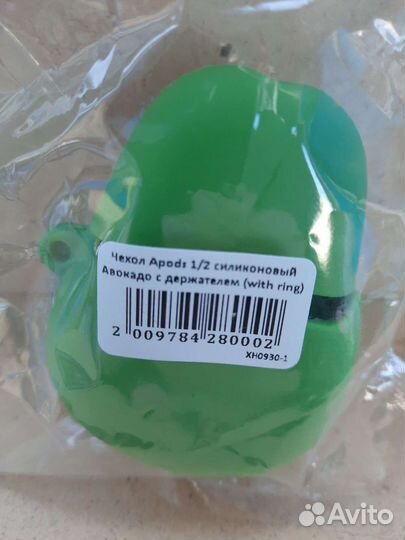 Чехол Apods 1/2 силиконовый
Авокадо с держателем (with ring)
2 009784 280002
XH0930-1
Avito